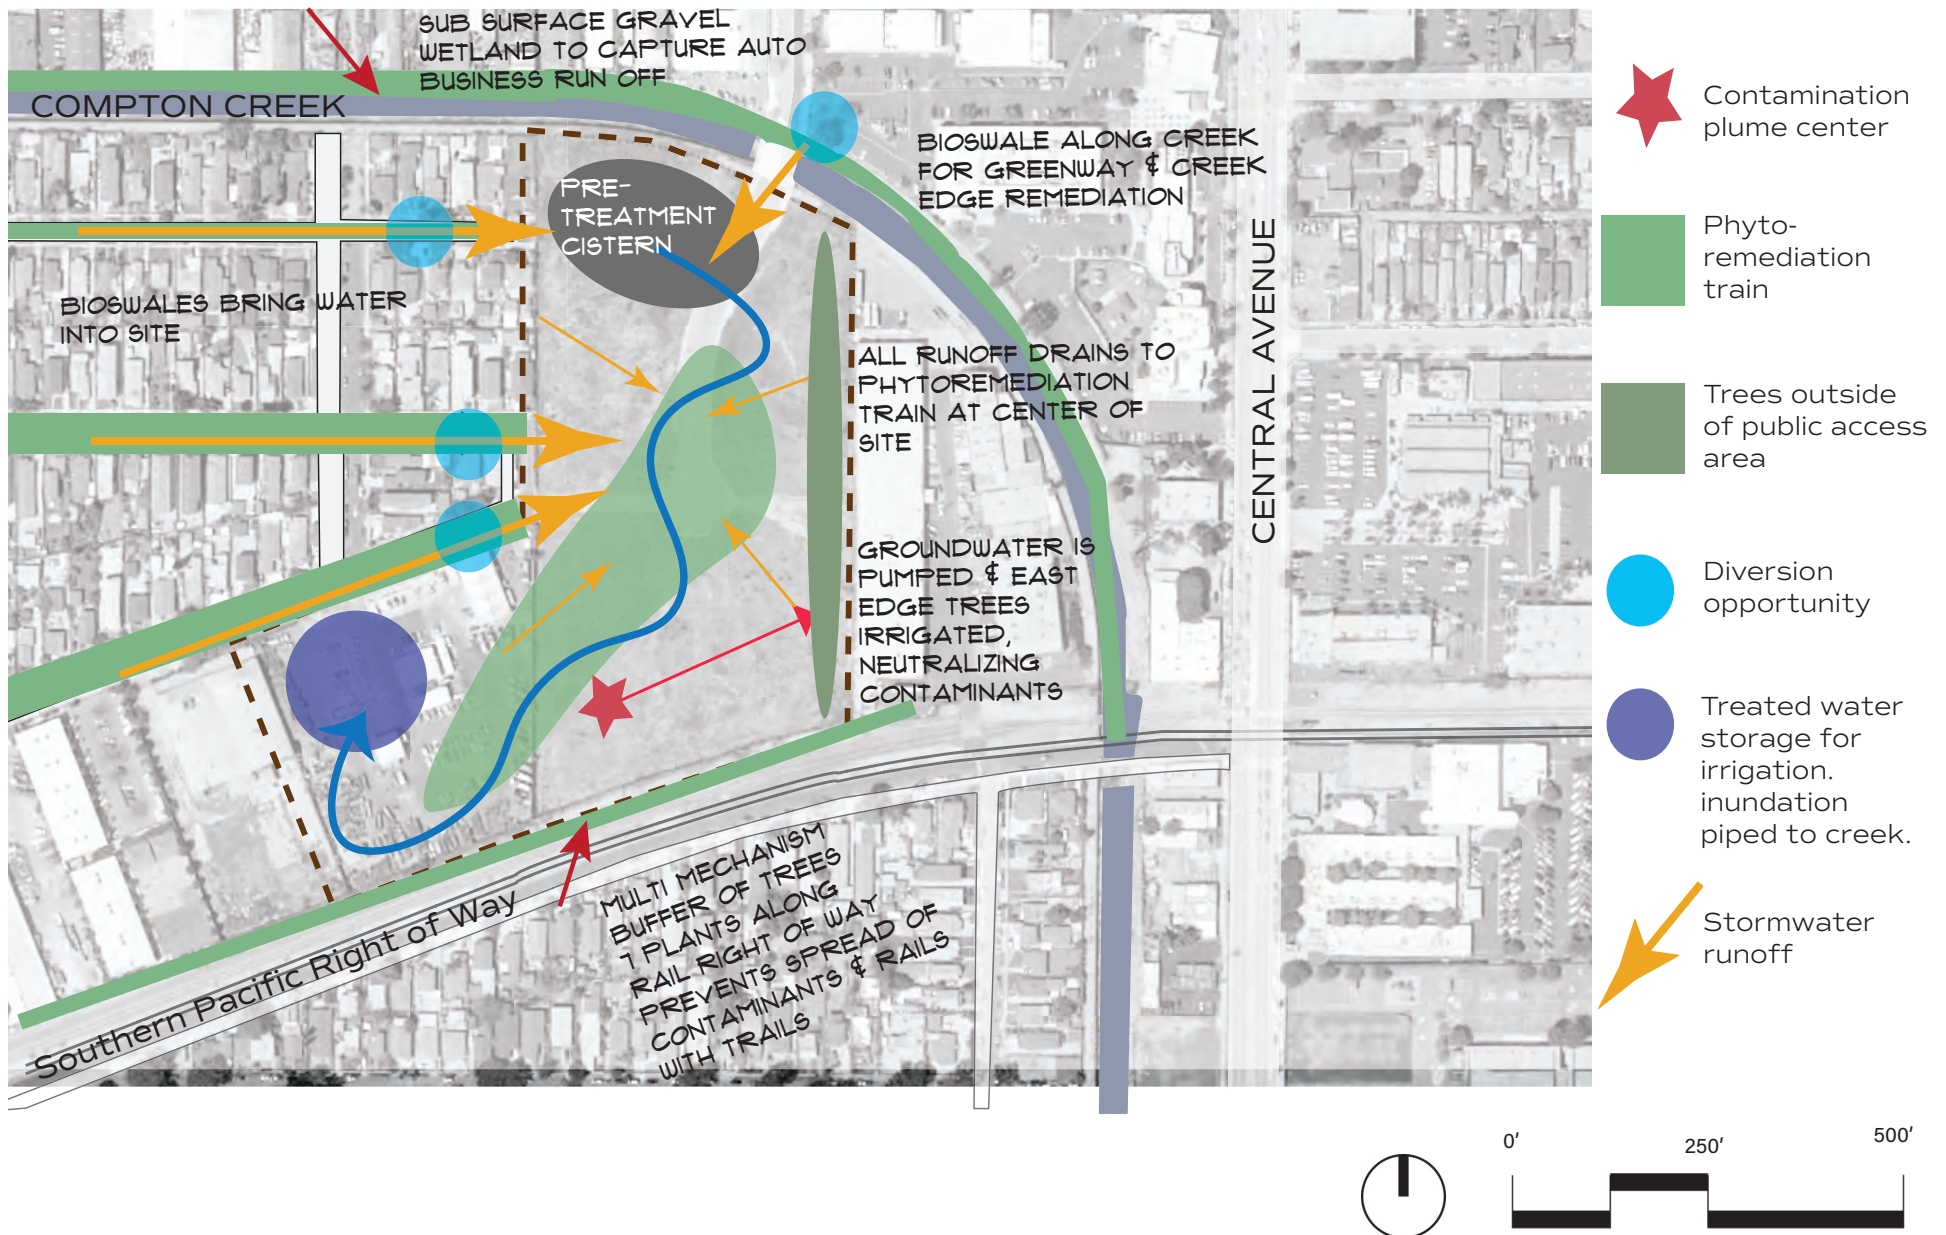 SUB SURFACE GRAVEL
WETLAND TO CAPTURE AUTO
BUSINESS RUN OFF
COMPTON CREEK
BIOSWALE ALONG CREEK
FOR GREENWAY & CREEK
EDGE REMEDIATION
PRE-
TREATMENT
CISTERN
BIOSWALES BRING WATER
INTO SITE
ALL RUNOFF DRAINS TO
PHYTOREMEDIATION
TRAIN AT CENTER OF
SITE
CENTRAL AVENUE
GROUNDWATER IS
PUMPED & EAST
EDGE TREES
IRRIGATED,
NEUTRALIZING
CONTAMINANTS
MULTI MECHANISM
BUFFER OF TREES
7 PLANTS ALONG
RAIL RIGHT OF WAY
PREVENTS SPREAD OF
CONTAMINANTS & RAILS
WITH TRAILS
Southern Pacific Right of Way
Contamination
plume center
Phyto-
remediation
train
Trees outside
of public access
area
Diversion
opportunity
Treated water
storage for
irrigation.
inundation
piped to creek.
Stormwater
runoff
0' 250' 500'